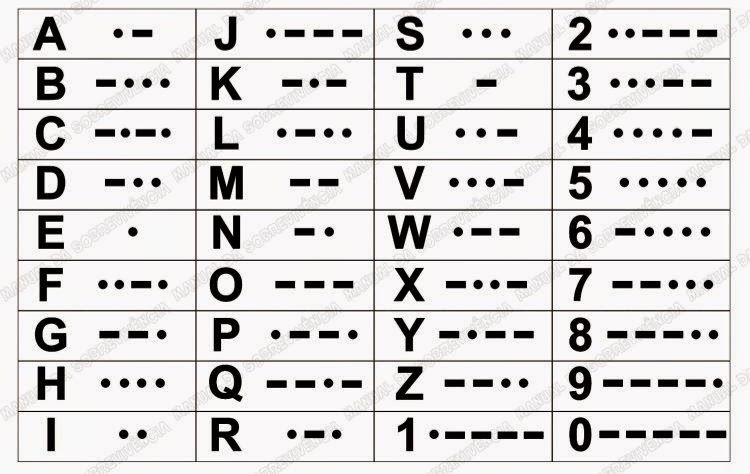 A •– J •––– S ••• 2 ••–––
B –••• K –•– T – 3 •••––
C –•–• L •–•• U ••– 4 ••••–
D –•• M –– V •••– 5 •••••
E • N –• W •–– 6 –••••
F ••–• O ––– X –••– 7 ––•••
G ––• P •––• Y –•–– 8 –––••
H •••• Q ––•– Z ––•• 9 ––––•
I •• R •–• 1 •–––– 0 –––––
MANUAL DA SOBREVIVÊNCIA